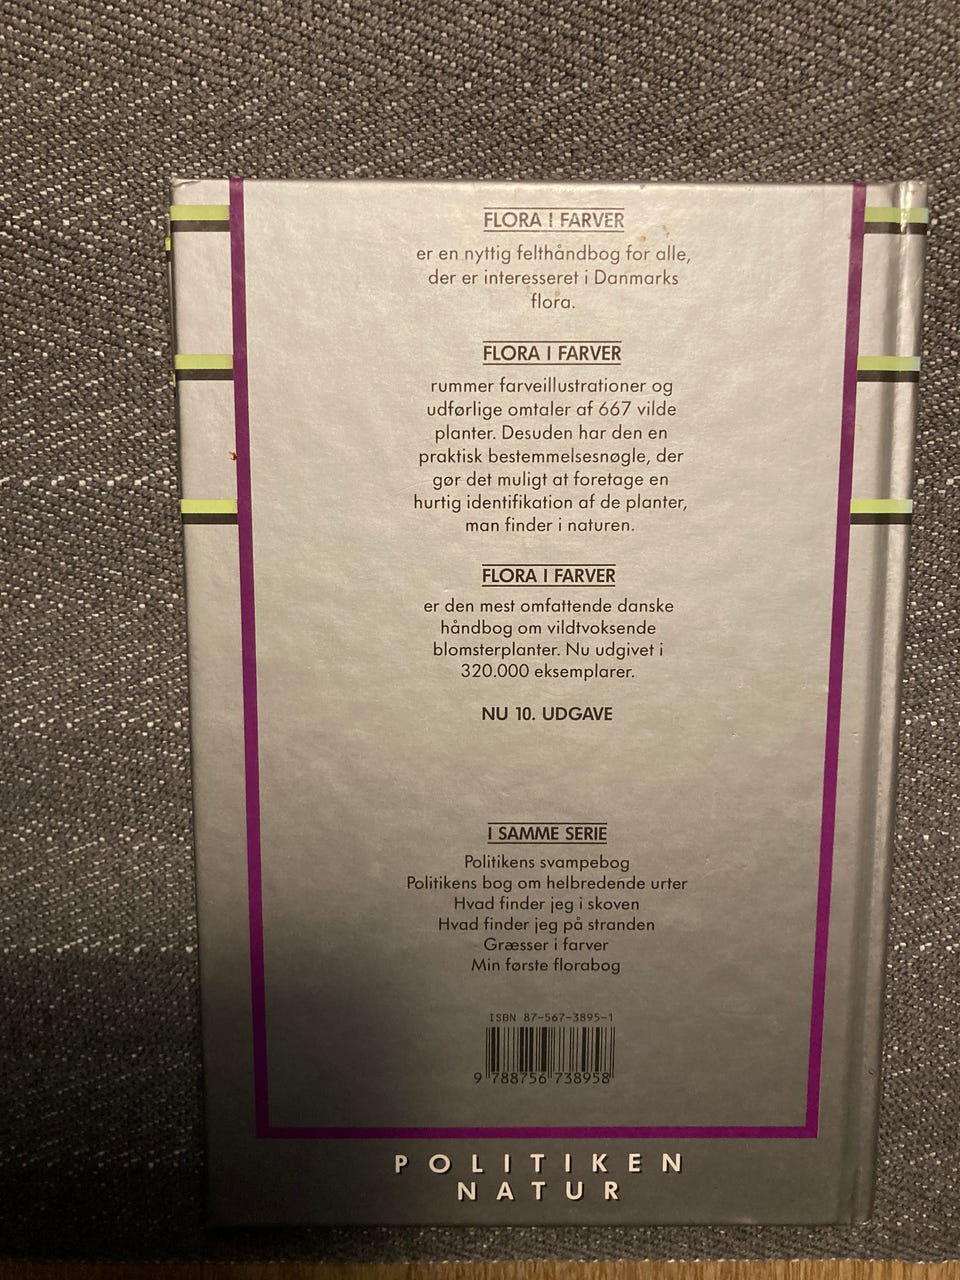 FLORA I FARVER
er en nyttig felthåndbog for alle,
der er interesseret i Danmarks
flora.
FLORA I FARVER
rummer farveillustrationer og
udførlige omtaler af 667 vilde
planter. Desuden har den en
praktisk bestemmelsesnøgle, der
gør det muligt at foretage en
hurtig identifikation af de planter,
man finder i naturen.
FLORA I FARVER
er den mest omfattende danske
håndbog om vildtvoksende
blomsterplanter. Nu udgivet i
320.000 eksemplarer.
NU 10. UDGAVE
I SAMME SERIE
Politikens svampebog
Politikens bog om helbredende urter
Hvad finder jeg i skoven
Hvad finder jeg på stranden
Græsser i farver
Min første florabog
ISBN 87-567-3895-1
9 788756 738958
POLITIKEN
NATUR